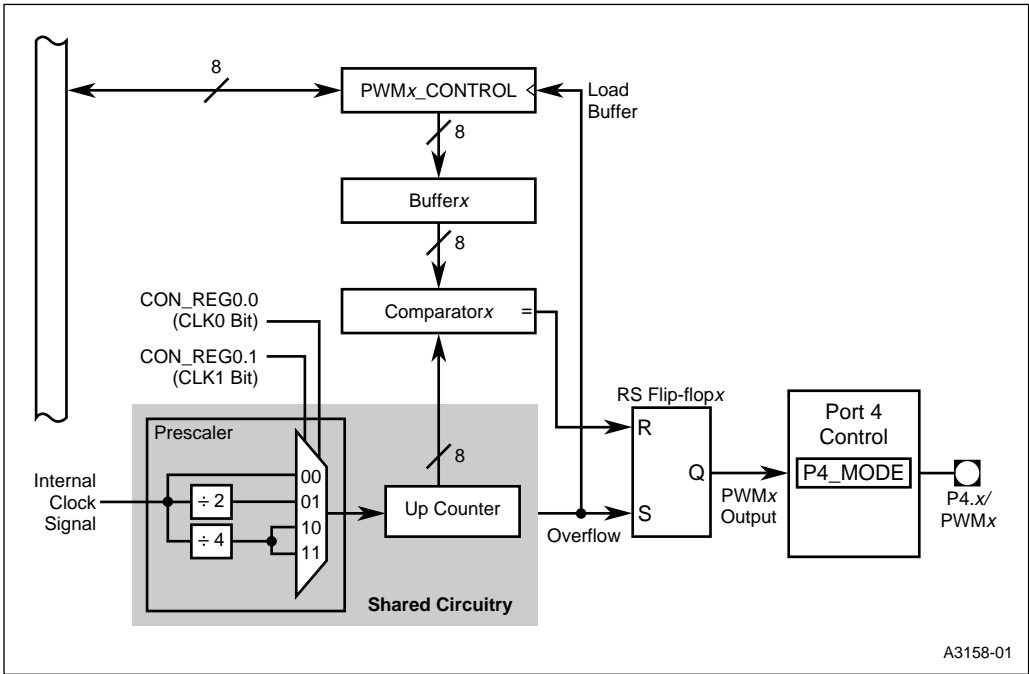 8
PWMx_CONTROL
Load
Buffer
8
Bufferx
8
CON_REG0.0
(CLK0 Bit)
Comparatorx =
CON_REG0.1
(CLK1 Bit)
RS Flip-flopx
Prescaler
Port 4
Control
R
8
00
P4_MODE
Internal
Clock
Signal
÷ 2
01
Up Counter
Q
PWMx
Output
P4.x/
PWMx
10
S
÷ 4
11
Overflow
Shared Circuitry
A3158-01